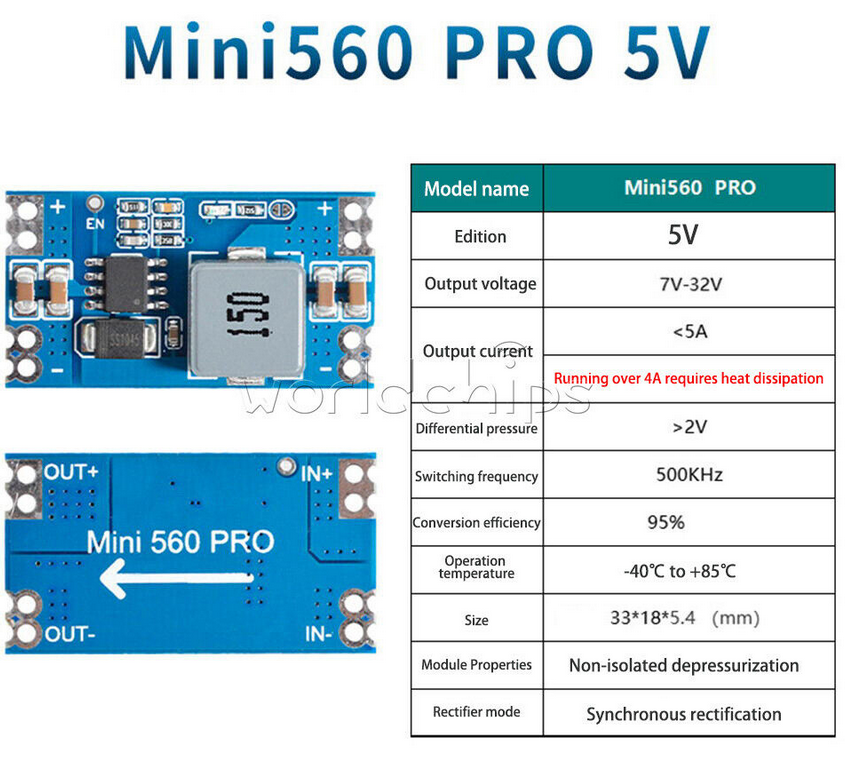 Mini560 PRO 5V
+
EN
+
SS1045
150
-
-
OUT+
IN+
Mini 560 PRO
OUT-
IN-
Model name Mini560 PRO
Edition 5V
Output voltage 7V-32V
Output current <5A
Running over 4A requires heat dissipation
Differential pressure >2V
Switching frequency 500KHz
Conversion efficiency 95%
Operation
temperature -40℃ to +85℃
Size 33*18*5.4 (mm)
Module Properties Non-isolated depressurization
Rectifier mode Synchronous rectification
worldchips